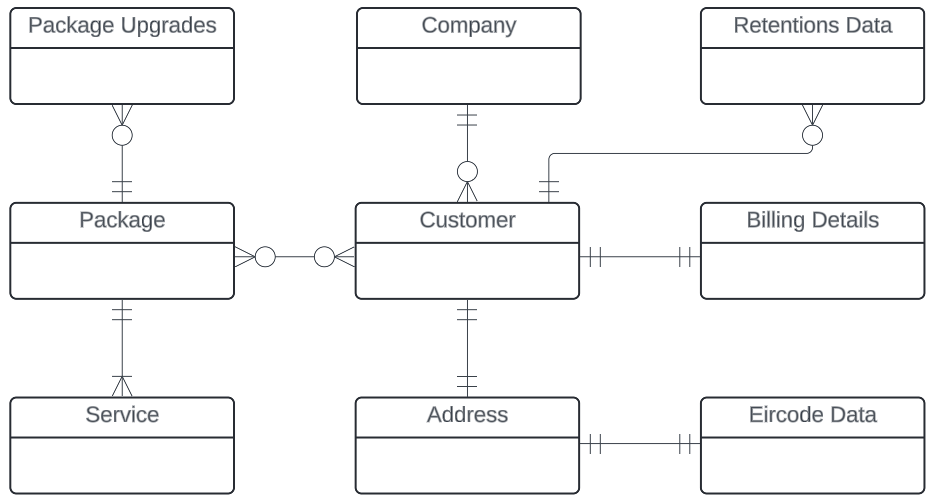 Package Upgrades
Company
Retentions Data
Package
Customer
Billing Details
Service
Address
Eircode Data